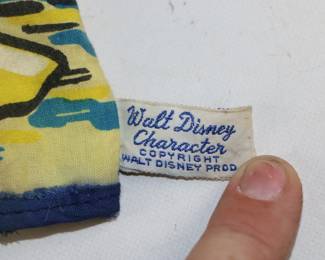 Walt Disney
Character
COPYRIGHT
WALT DISNEY PROD